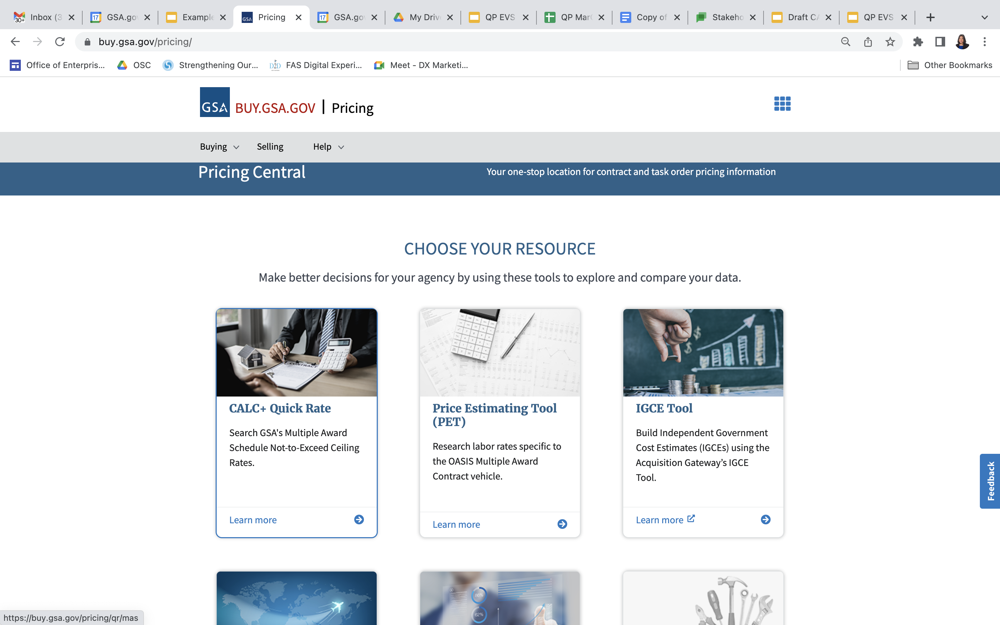 Inbox (3
GSA.go
Example
Pricing
GSA.gov
My Driv
QP EVS
QP Mar
Copy of
Stakeho
Draft CA
QP EVS
buy.gsa.gov/pricing/
Office of Enterpris...
OSC
Strengthening Our...
FAS Digital Experi...
Meet - DX Marketi...
Other Bookmarks
GSA
BUY.GSA.GOV | Pricing
Buying
Selling
Help
Pricing Central
Your one-stop location for contract and task order pricing information
CHOOSE YOUR RESOURCE
Make better decisions for your agency by using these tools to explore and compare your data.
CONTRACT
CALC+ Quick Rate
Search GSA's Multiple Award
Schedule Not-to-Exceed Ceiling
Rates.
Learn more
Price Estimating Tool
(PET)
Research labor rates specific to
the OASIS Multiple Award
Contract vehicle.
Learn more
IGCE Tool
Build Independent Government
Cost Estimates (IGCEs) using the
Acquisition Gateway’s IGCE
Tool.
Learn more
Feedback
86%
62%
https://buy.gsa.gov/pricing/qr/mas